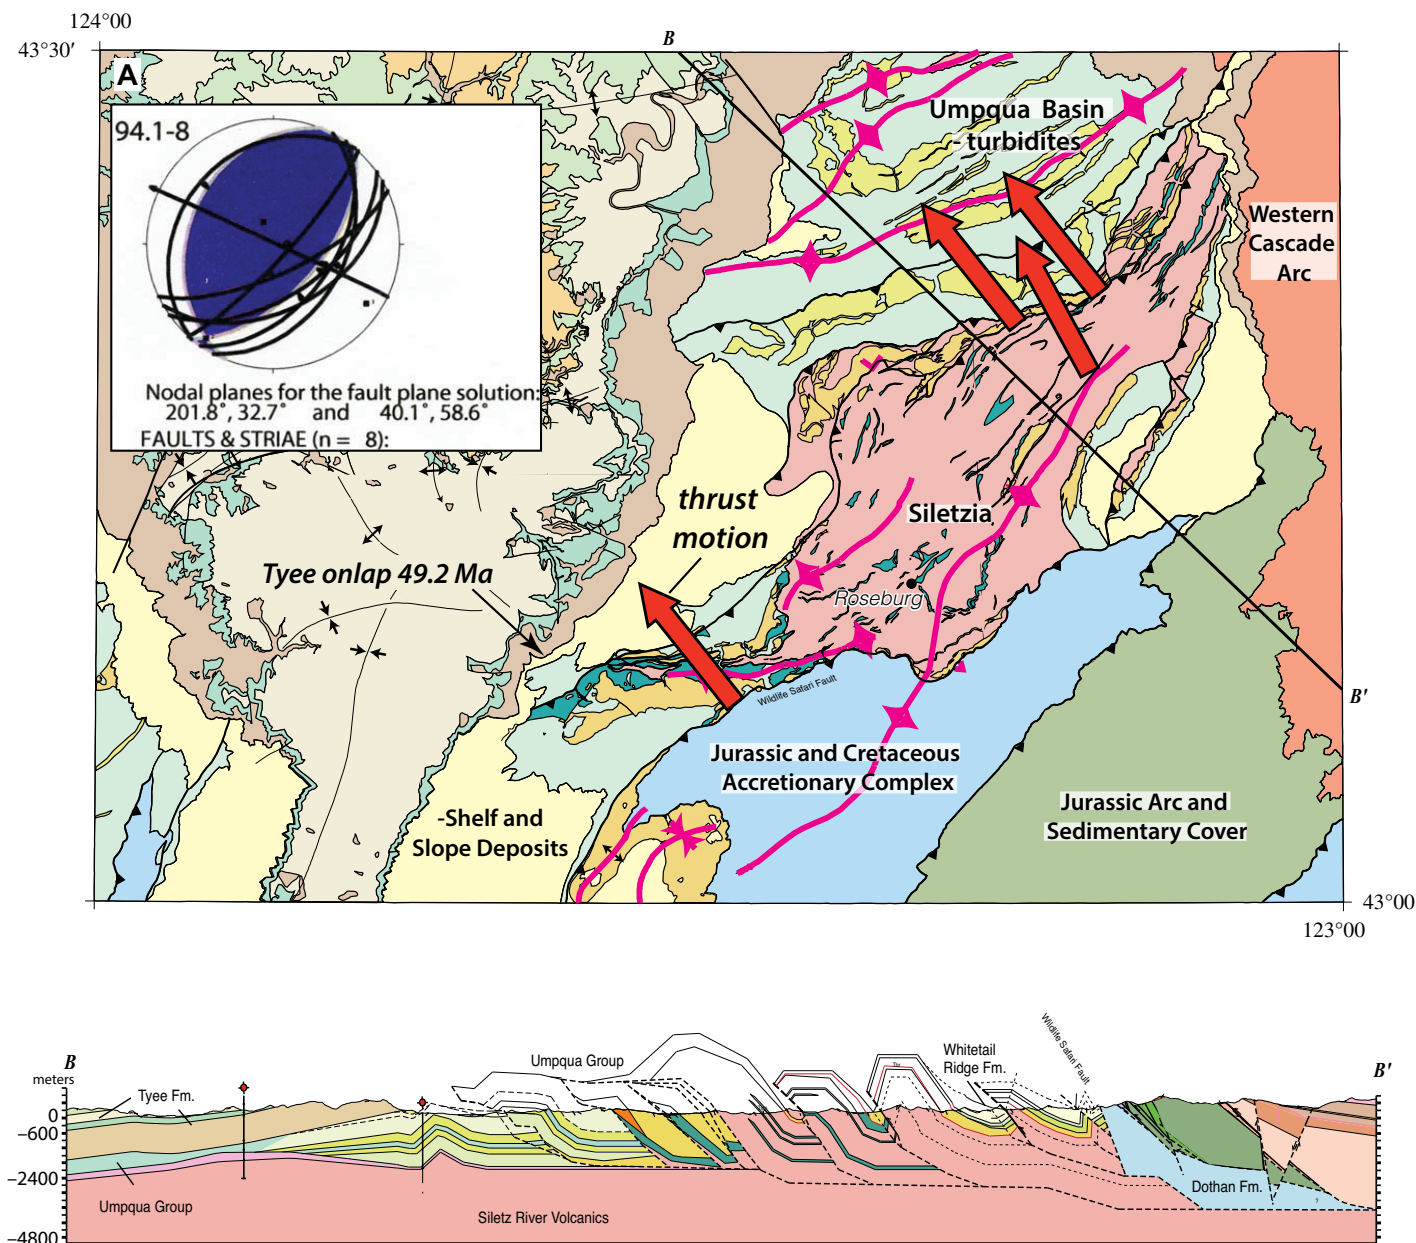 124°00
43°30′
B
A
94.1-8
Nodal planes for the fault plane solution:
201.8°, 32.7° and 40.1°, 58.6°
FAULTS & STRIAE (n = 8):
Umpqua Basin
- turbidites
Western
Cascade
Arc
thrust
motion
Siletzia
Tyee onlap 49.2 Ma
Roseburg
Wildlife Safari Fault
B'
Jurassic and Cretaceous
Accretionary Complex
-Shelf and
Slope Deposits
Jurassic Arc and
Sedimentary Cover
43°00
123°00
B
meters
0
−600
−2400
−4800
Tyee Fm.
Umpqua Group
Umpqua Group
Whitetail
Ridge Fm.
Wildlife Safari Fault
B'
Dothan Fm.
?
Siletz River Volcanics